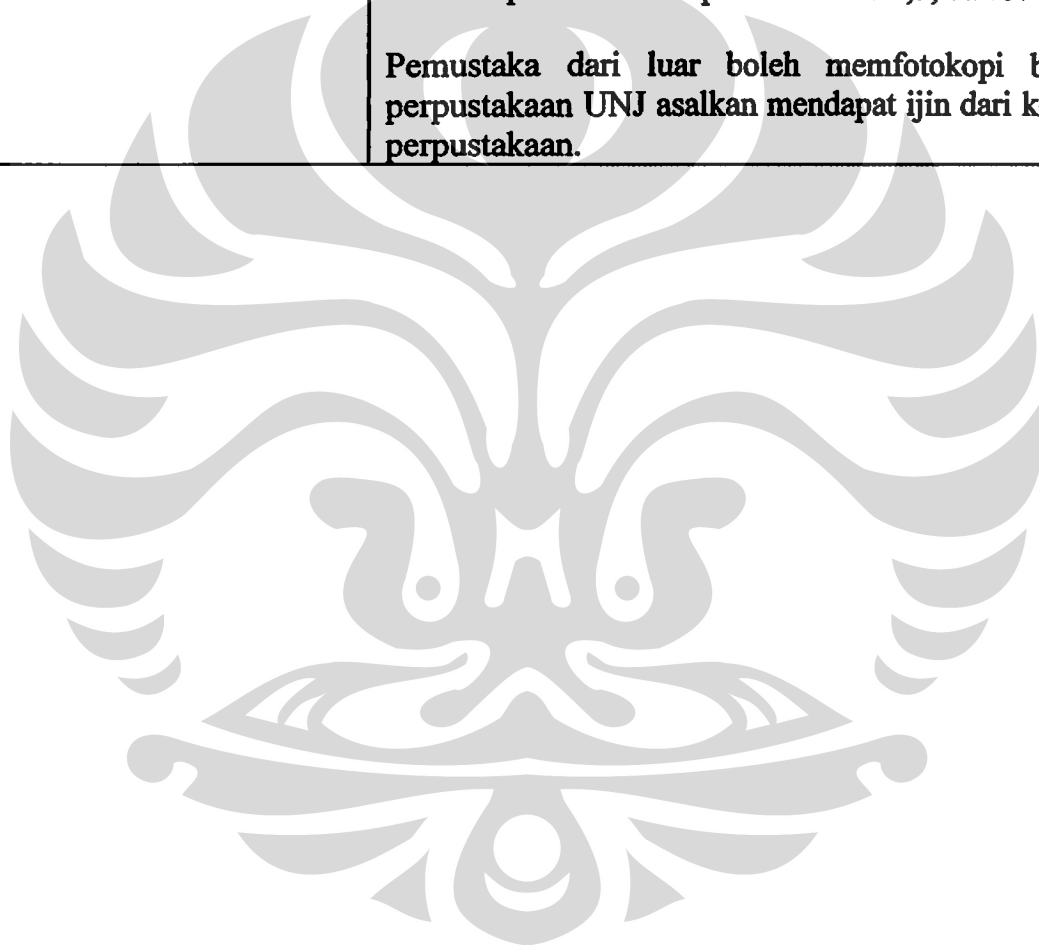 Pemustaka dari luar boleh memfotokopi
perpustakaan UNJ asalkan mendapat ijin dari
perpustakaan.